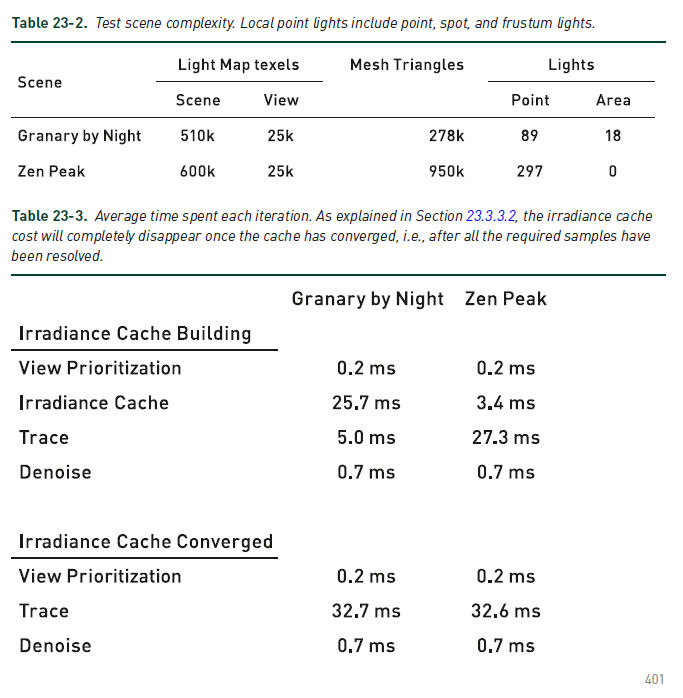 Table 23-2. Test scene complexity. Local point lights include point, spot, and frustum lights.
Scene Light Map texels Mesh Triangles Lights
Scene View Point Area
Granary by Night 510k 25k 278k 89 18
Zen Peak 600k 25k 950k 297 0
Table 23-3. Average time spent each iteration. As explained in Section 23.3.3.2, the irradiance cache
cost will completely disappear once the cache has converged, i.e., after all the required samples have
been resolved.
Granary by Night Zen Peak
Irradiance Cache Building
View Prioritization 0.2 ms 0.2 ms
Irradiance Cache 25.7 ms 3.4 ms
Trace 5.0 ms 27.3 ms
Denoise 0.7 ms 0.7 ms
Irradiance Cache Converged
View Prioritization 0.2 ms 0.2 ms
Trace 32.7 ms 32.6 ms
Denoise 0.7 ms 0.7 ms
401